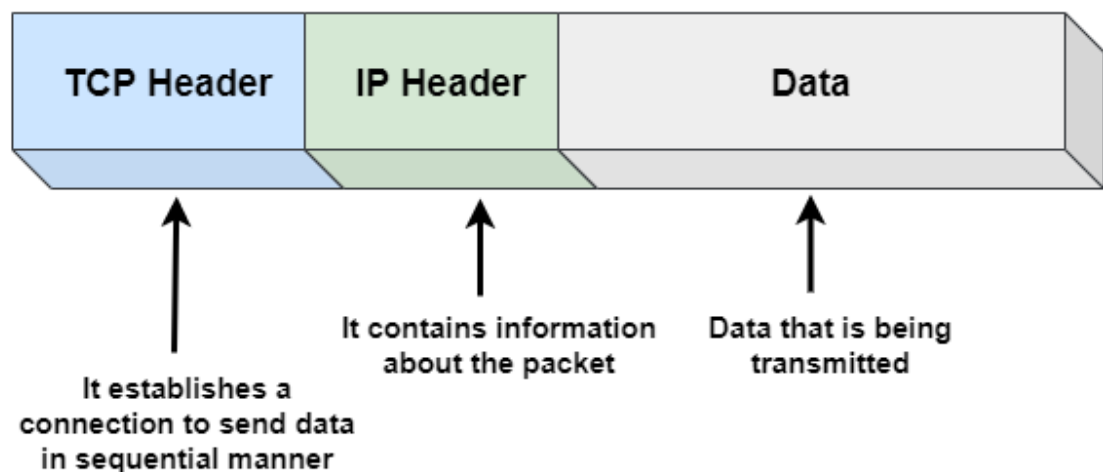 TCP Header
IP Header
Data
It establishes a
connection to send data
in sequential manner
It contains information
about the packet
Data that is being
transmitted